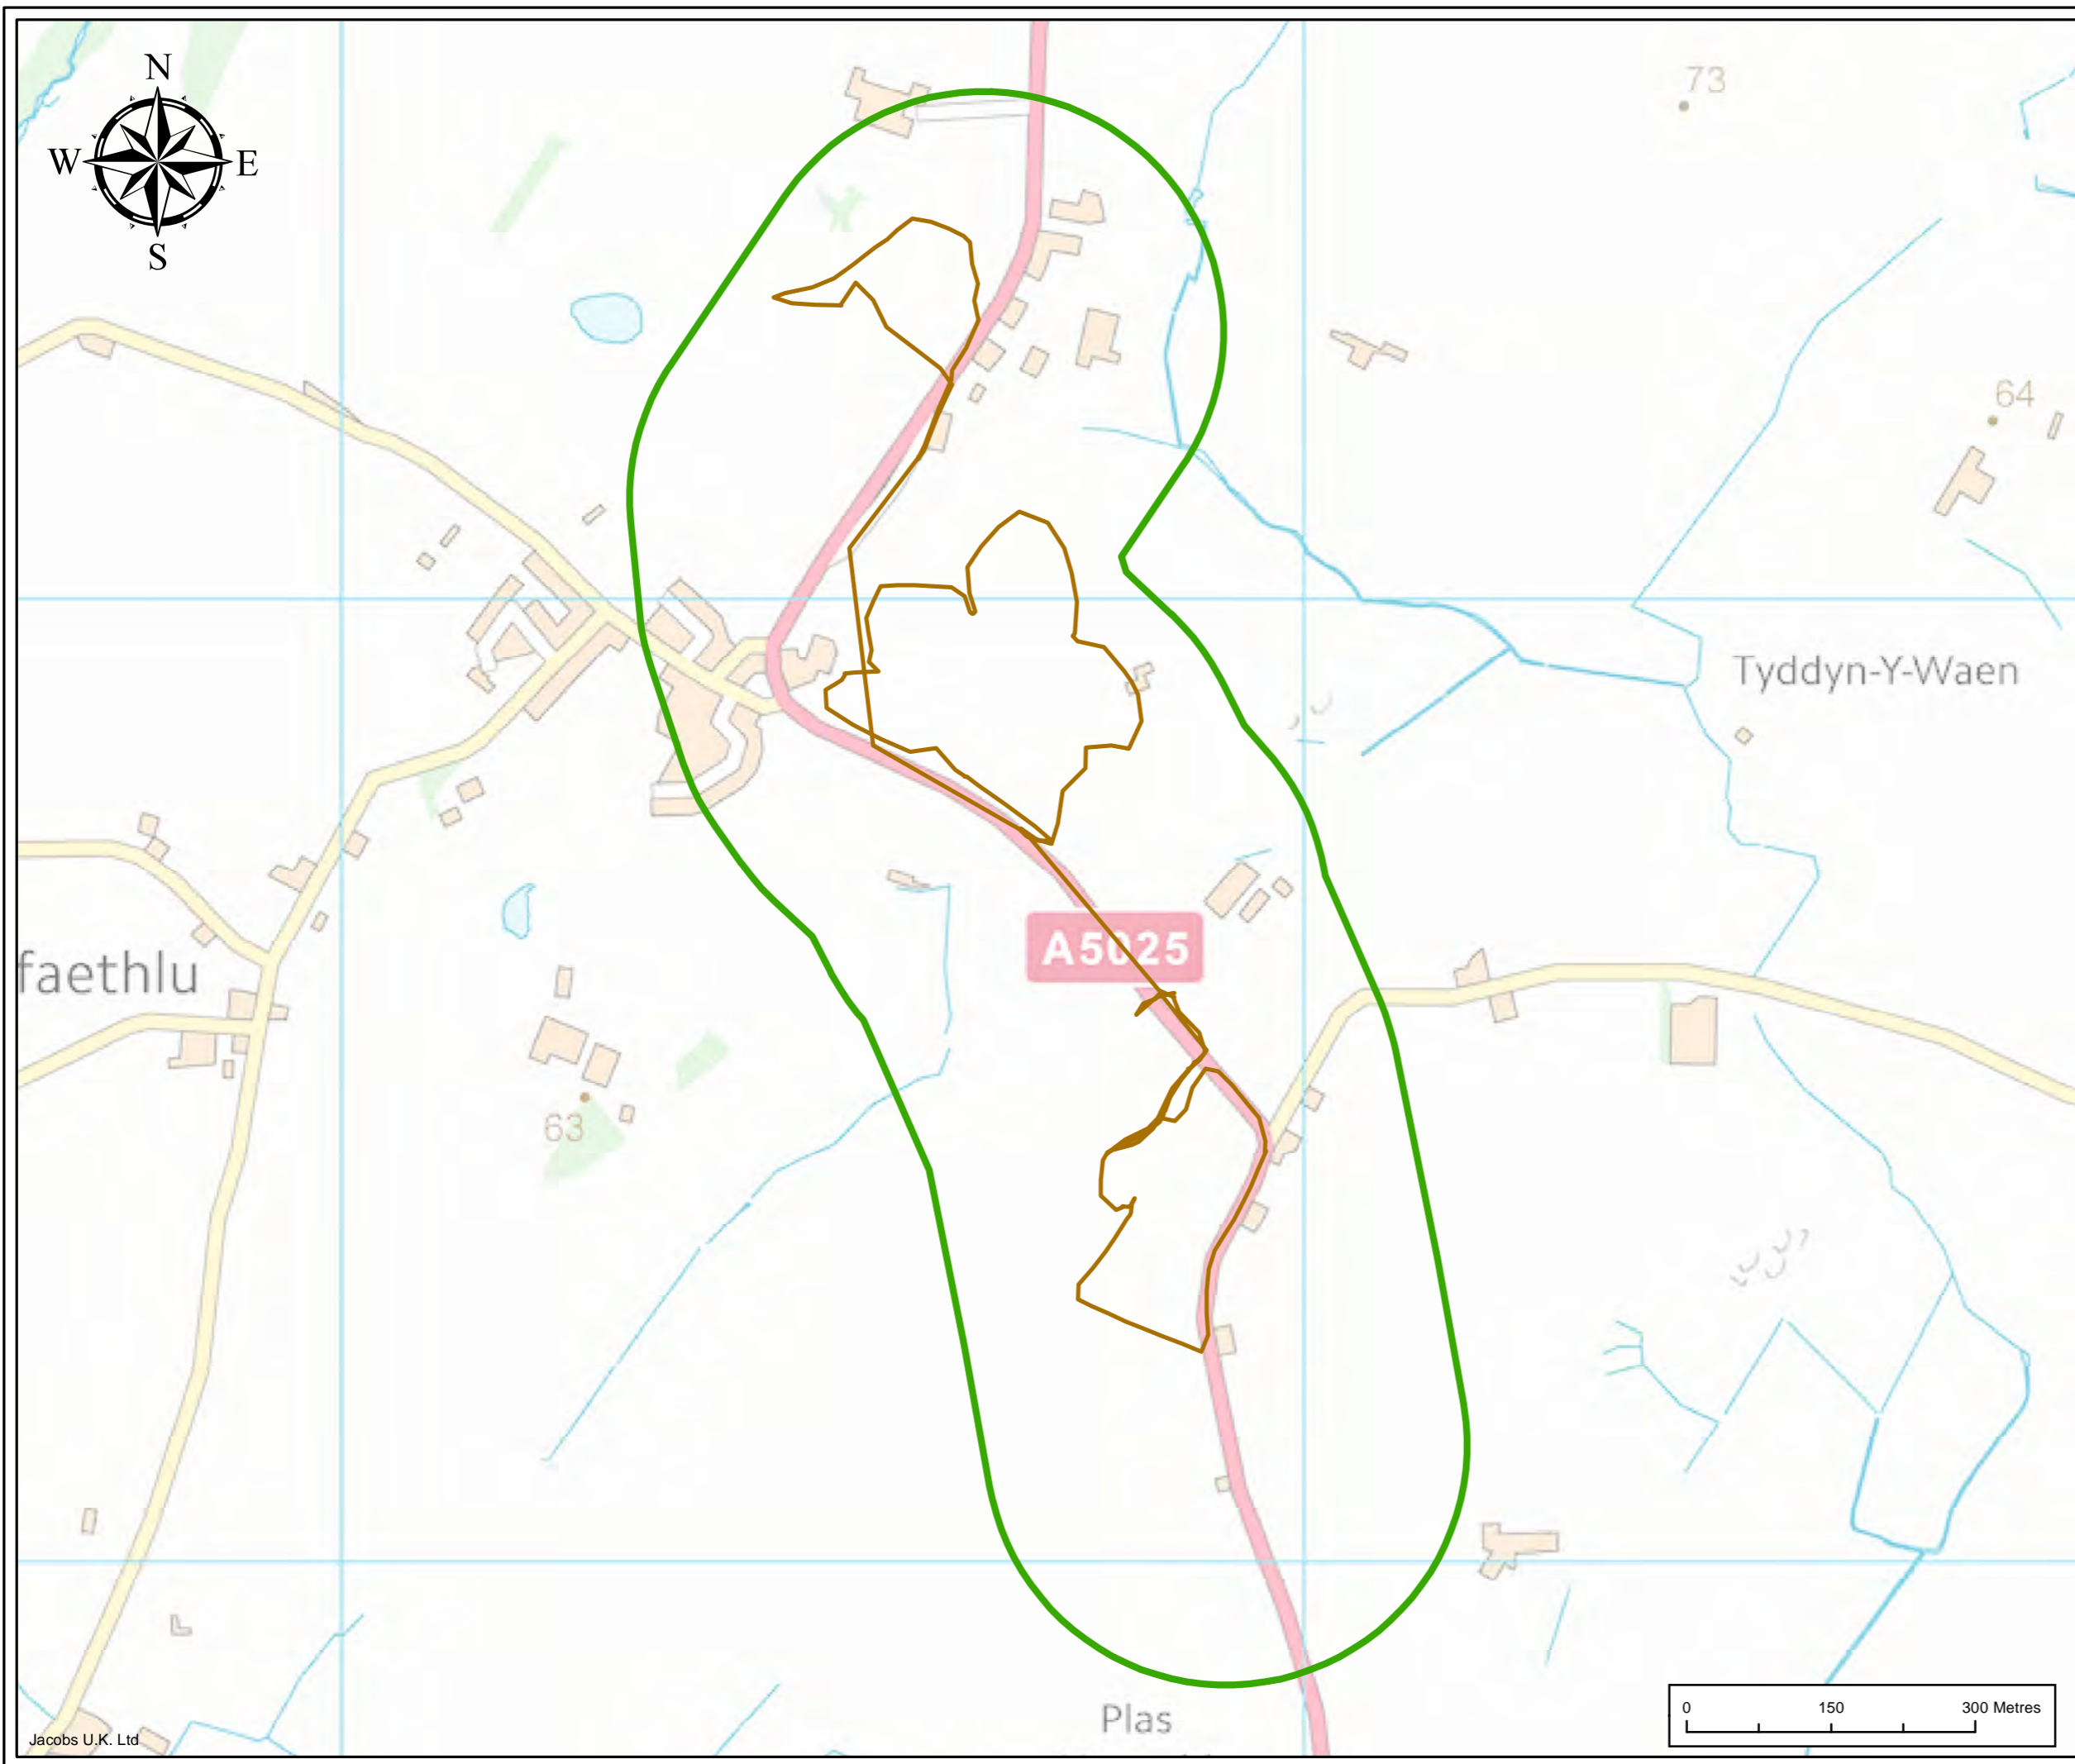 N
W E
S
73
64
Tyddyn-Y-Waen
faethlu
A5025
63
Plas
0 150 300 Metres
Jacobs U.K. Ltd